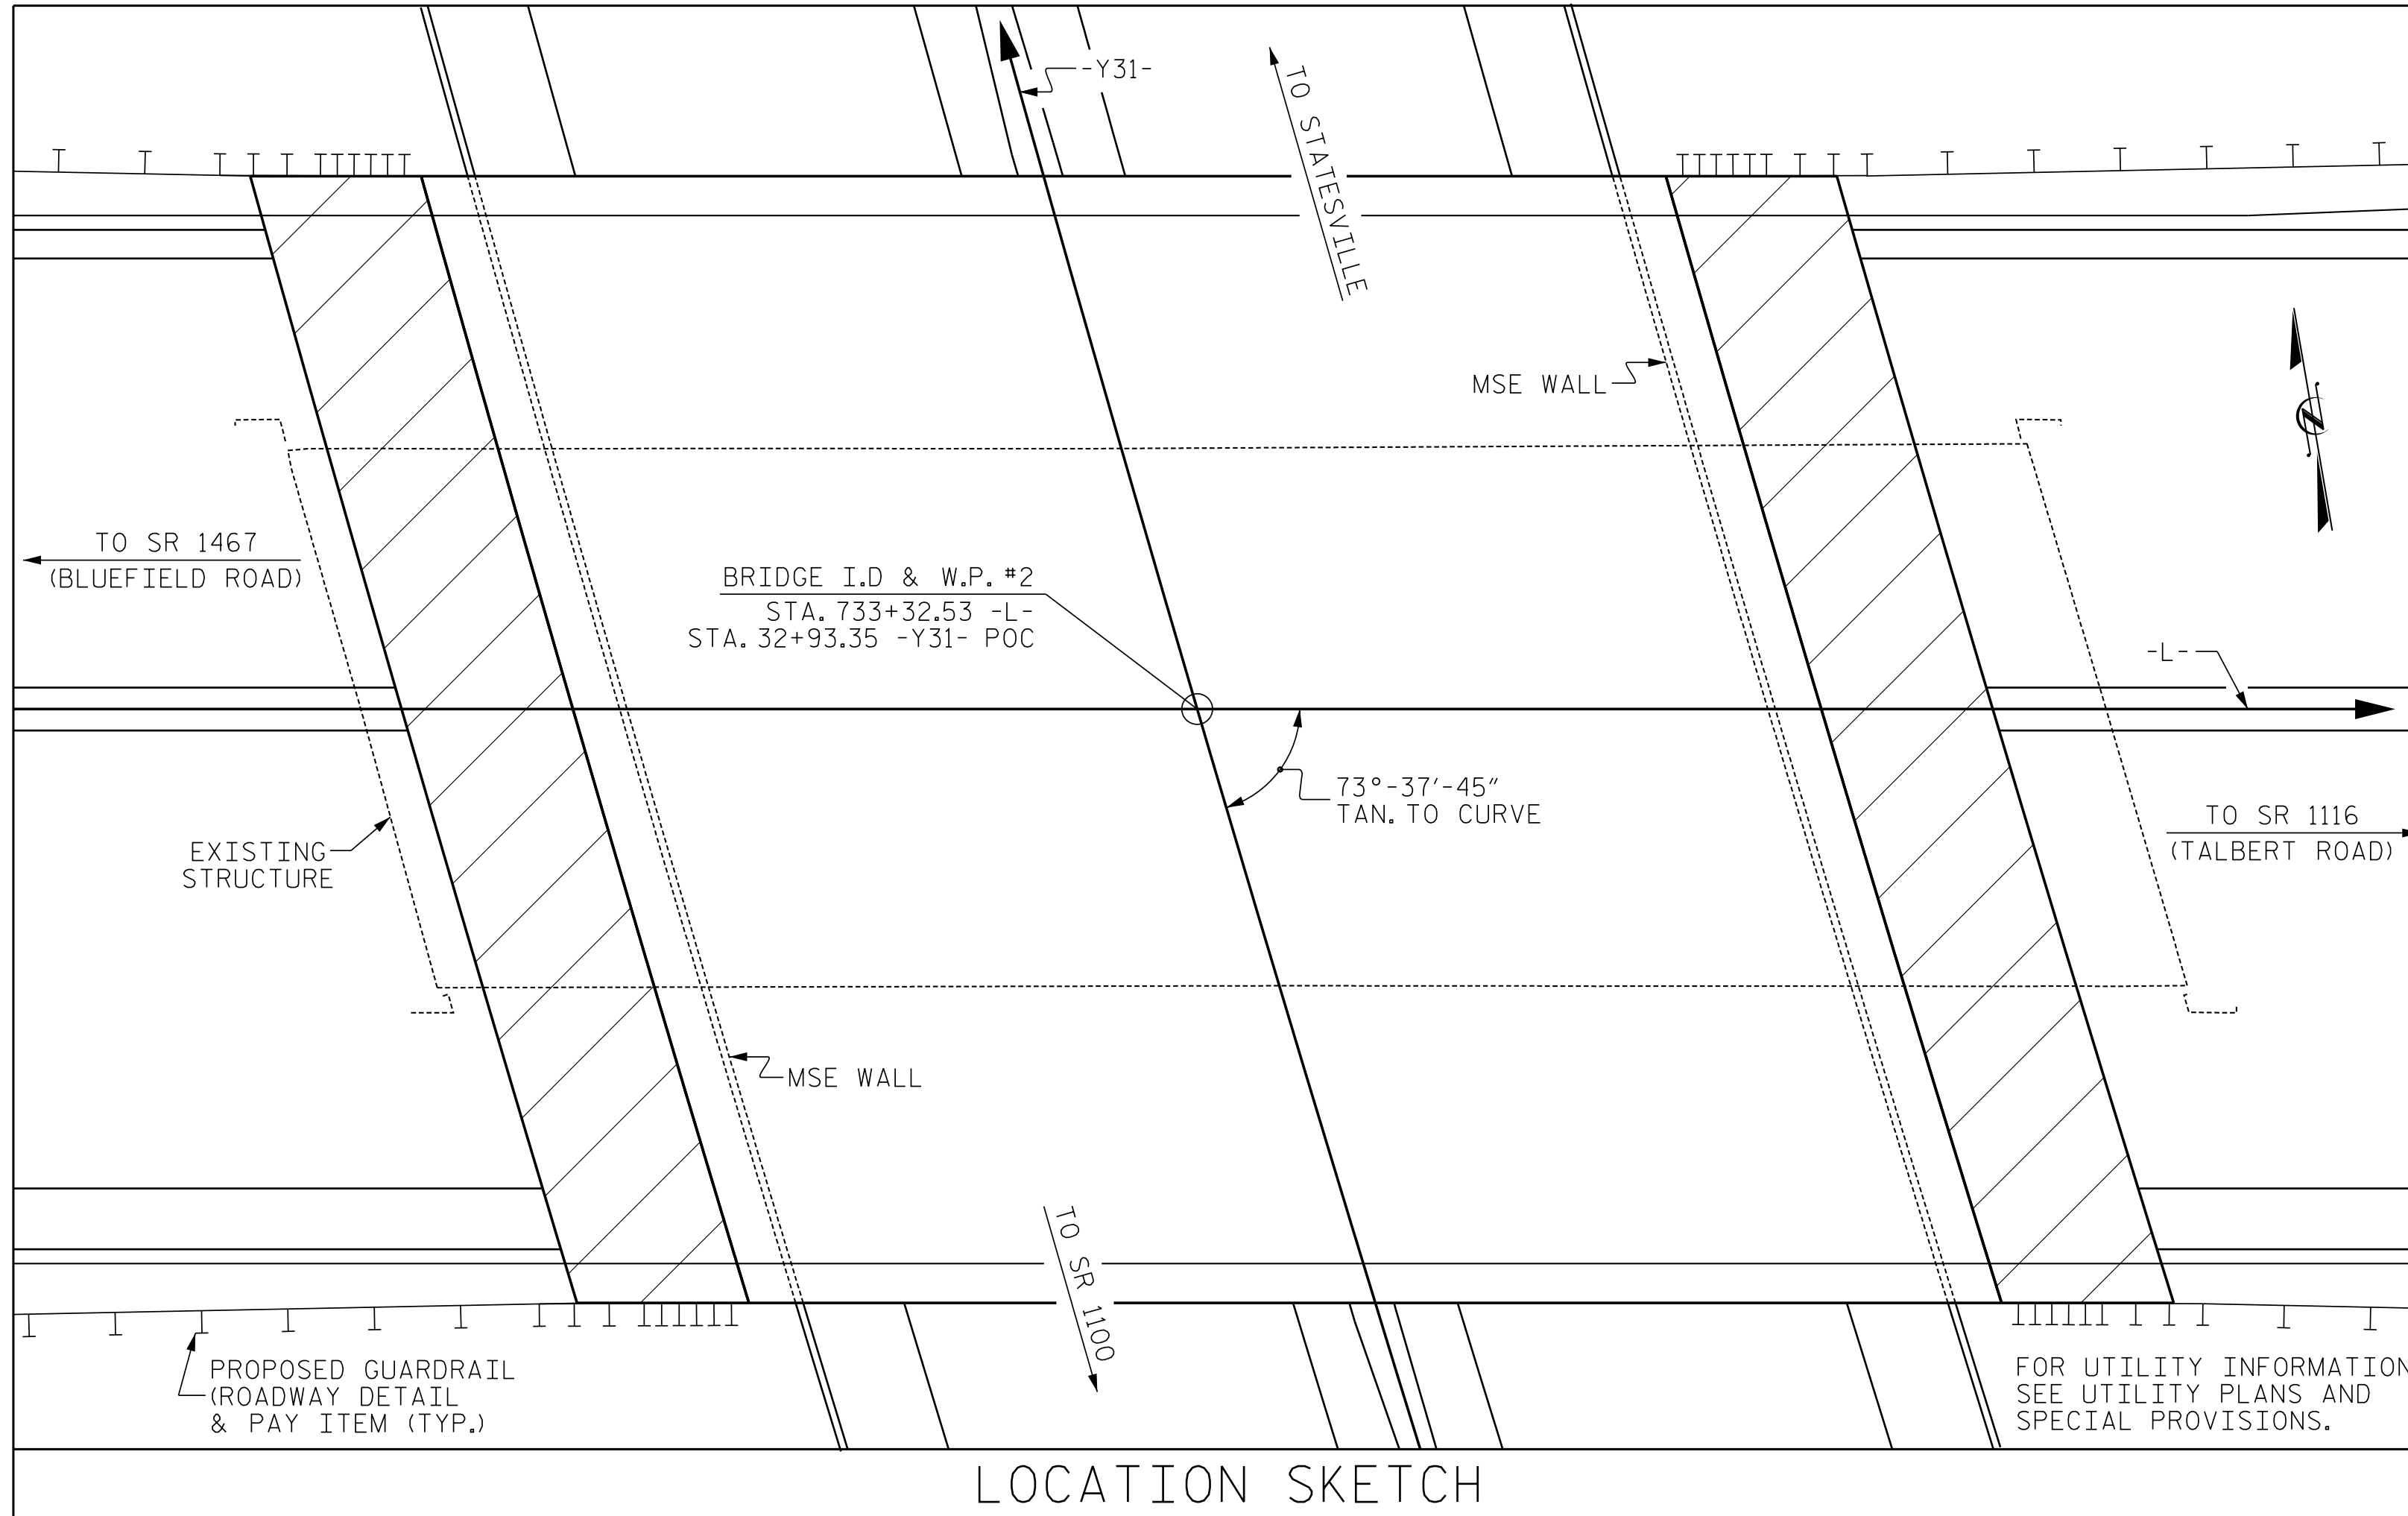 -Y31-
TO STATESVILLE
MSE WALL
TO SR 1467
(BLUEFIELD ROAD)
BRIDGE I.D & W.P. #2
STA. 733+32.53 -L-
STA. 32+93.35 -Y31- POC
-L-
73°-37'-45"
TAN. TO CURVE
TO SR 1116
(TALBERT ROAD)
EXISTING
STRUCTURE
MSE WALL
TO SR 1100
PROPOSED GUARDRAIL
(ROADWAY DETAIL
& PAY ITEM (TYP.)
FOR UTILITY INFORMATION
SEE UTILITY PLANS AND
SPECIAL PROVISIONS.
LOCATION SKETCH